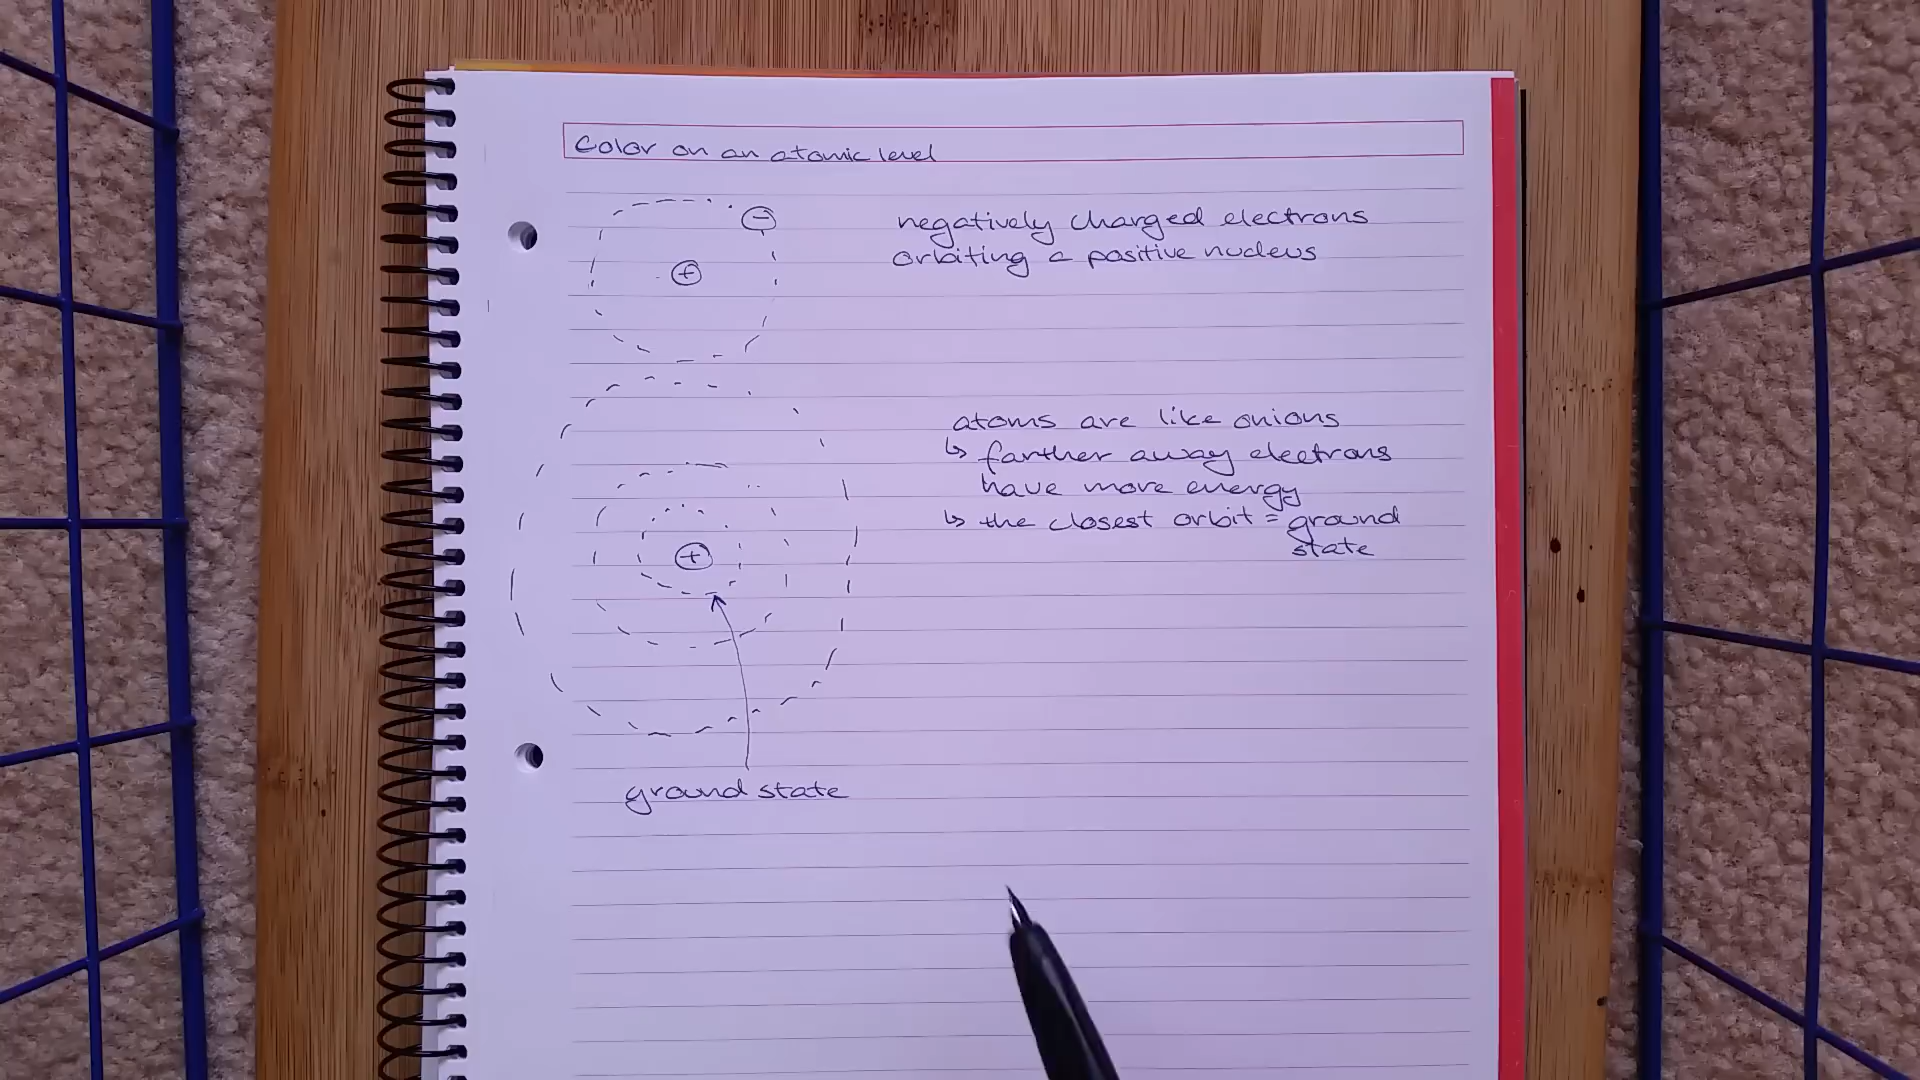 Color on an atomic level
−
+
negatively charged electrons
orbiting a positive nucleus
atoms are like onions
↳ farther away electrons
have more energy
↳ the closest orbit = ground
state
+
ground state